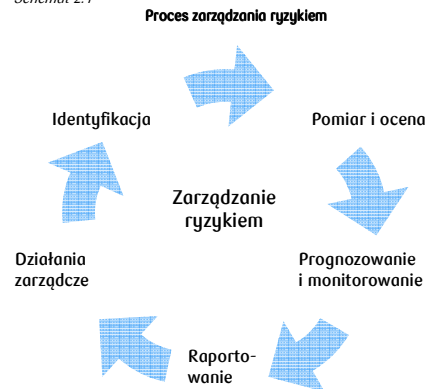 Schemat 2.1
Proces zarządzania ryzykiem
Identyfikacja
Pomiar i ocena
Zarządzanie
ryzykiem
Działania
zarządcze
Prognozowanie
i monitorowanie
Raporto-
wanie